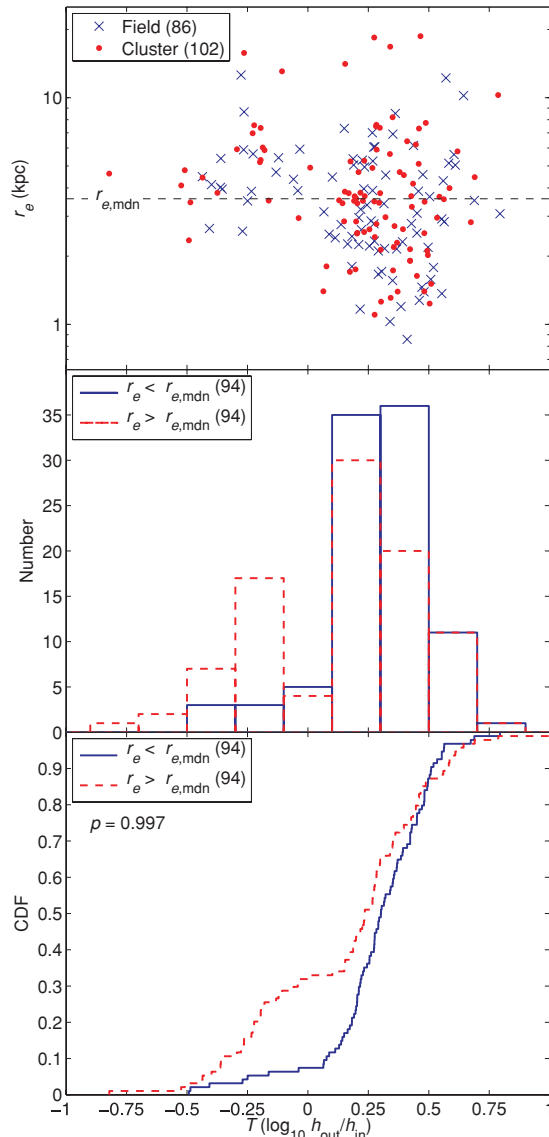 Field (86)
Cluster (102)
10
r_e,mdn
1
r_e (kpc)
r_e < r_e,mdn (94)
r_e > r_e,mdn (94)
35
30
25
20
15
10
5
0
Number
r_e < r_e,mdn (94)
r_e > r_e,mdn (94)
p = 0.997
0.9
0.8
0.7
0.6
0.5
0.4
0.3
0.2
0.1
0
CDF
-1 -0.75 -0.5 -0.25 0 0.25 0.5 0.75
T (log_10 h_out/h_in)